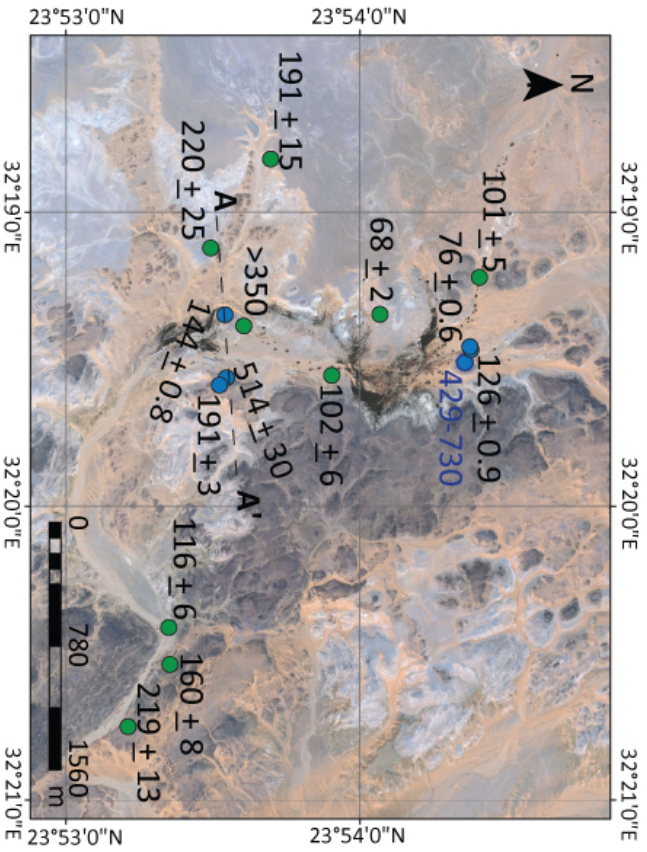 23°53'0"N
23°54'0"N
N
191 ± 15
32°19'0"E
32°19'0"E
101 ± 5
220 ± 25
A
68 ± 2
76 ± 0.6
>350
144 ± 0.8
126 ± 0.9
429-730
102 ± 6
514 ± 30
191 ± 3
A'
32°20'0"E
32°20'0"E
0
780
1560
m
116 ± 6
160 ± 8
219 ± 13
32°21'0"E
32°21'0"E
23°53'0"N
23°54'0"N